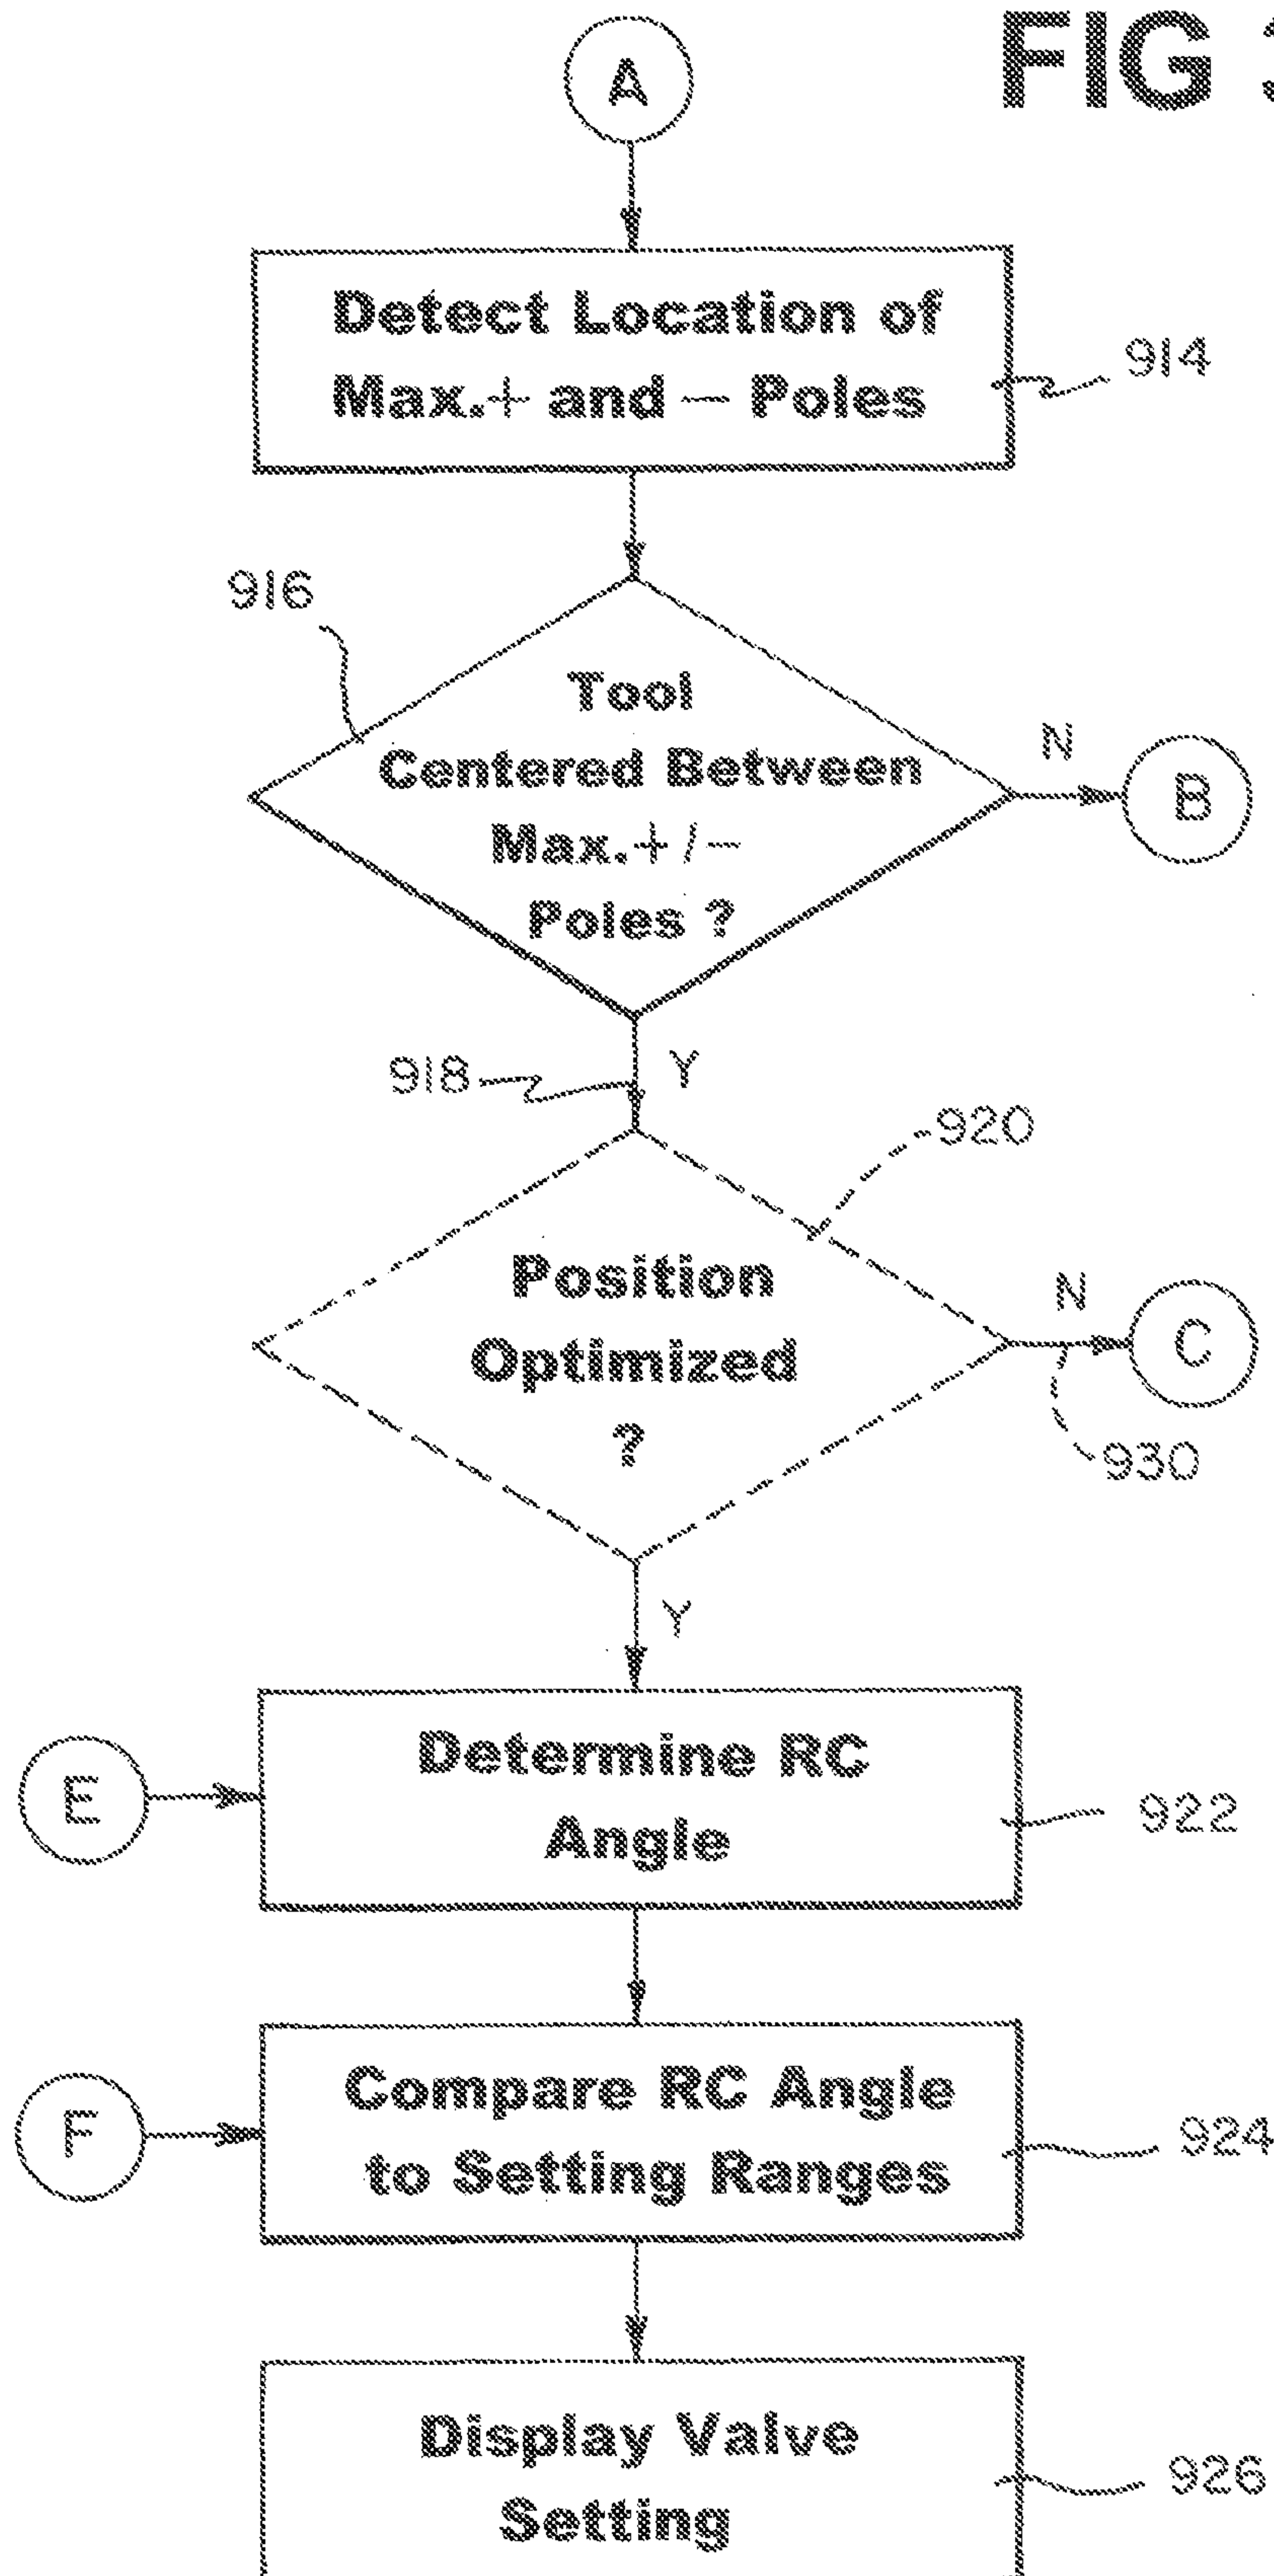 FIG
A
Detect Location of
Max.+ and — Poles
914
916
Tool
Centered Between
Max.+/-
Poles ?
N
B
918
Y
920
Position
Optimized
?
N
C
930
Y
E
Determine RC
Angle
922
F
Compare RC Angle
to Setting Ranges
924
Display Valve
Setting
926